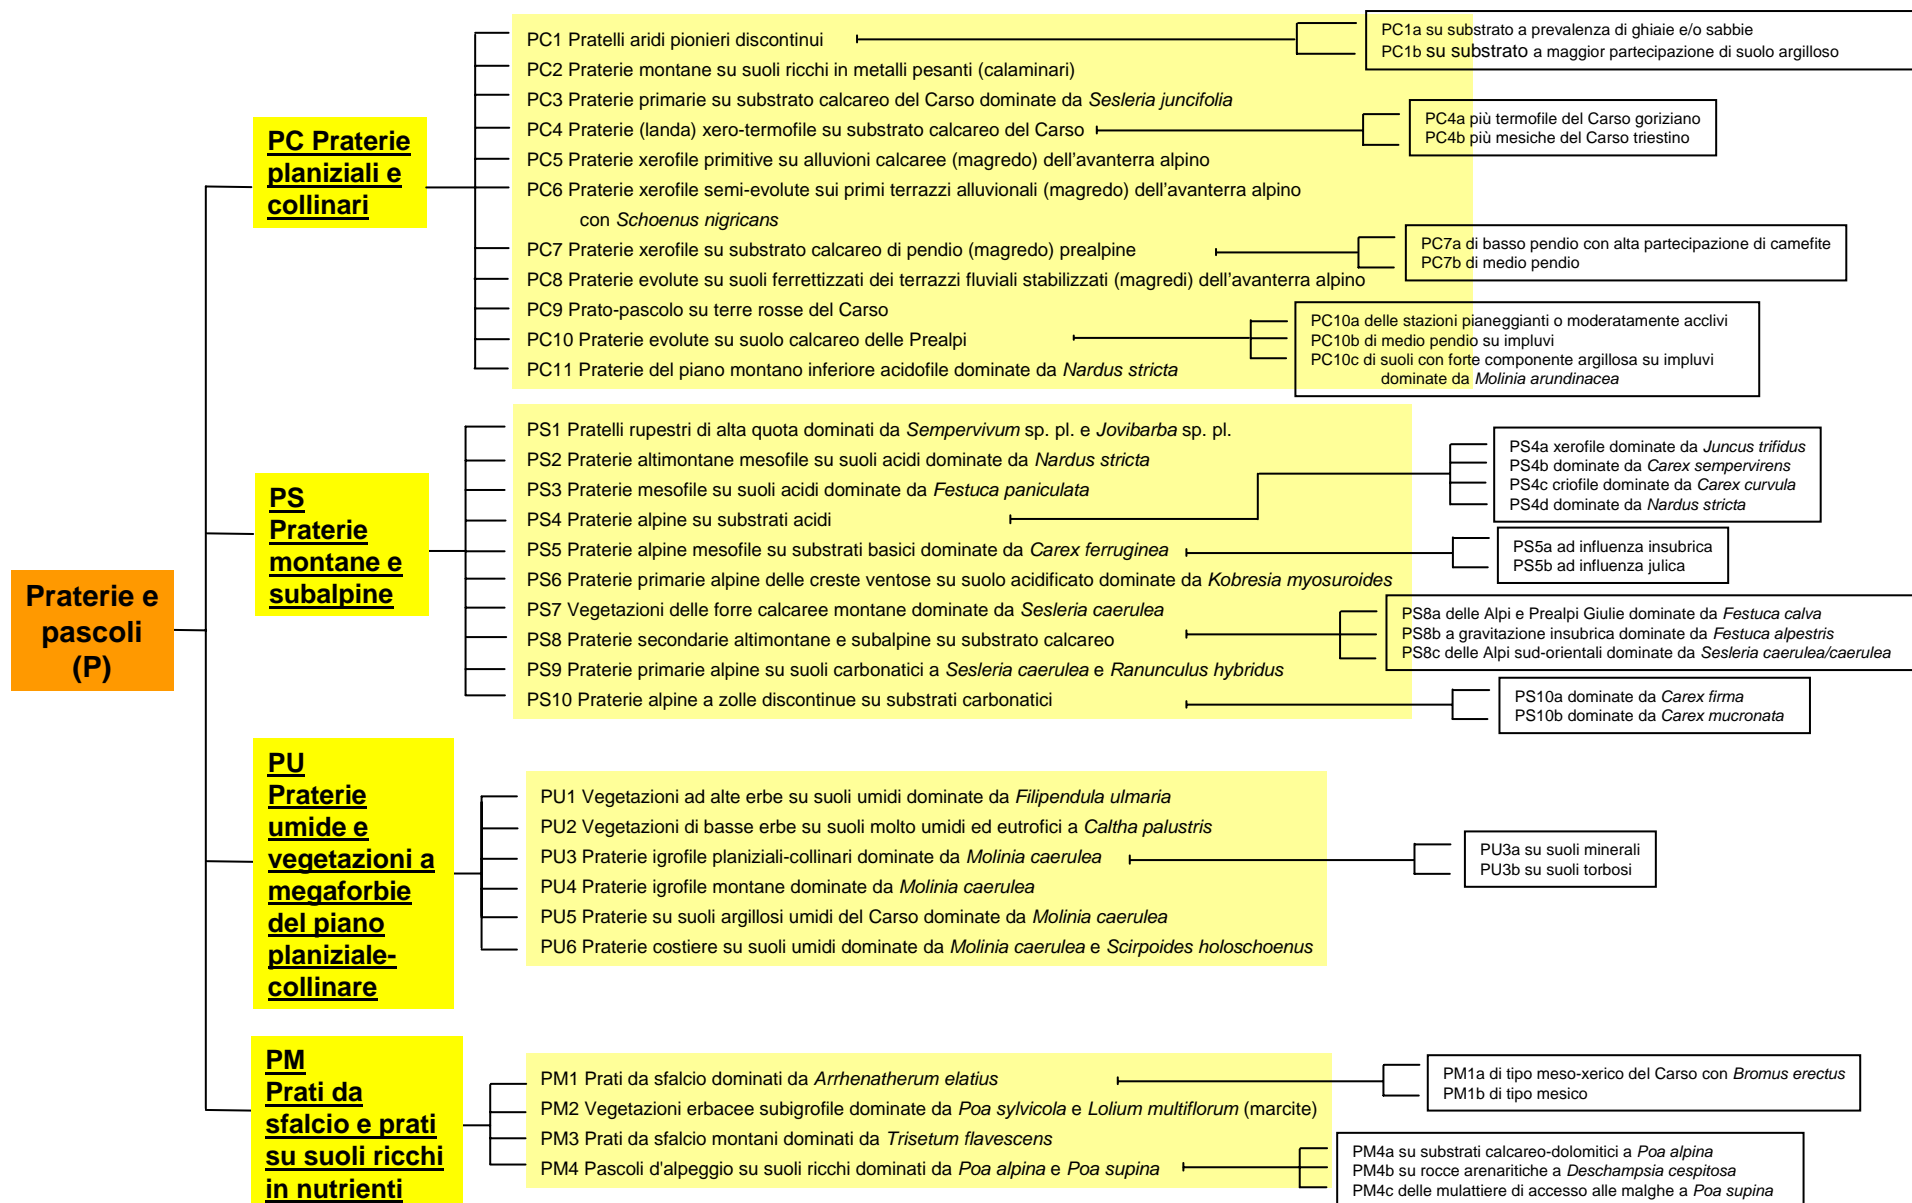 Praterie e
pascoli
(P)
PC Praterie
planiziali e
collinari
PC1 Pratelli aridi pionieri discontinui
PC1a su substrato a prevalenza di ghiaie e/o sabbie
PC1b su substrato a maggior partecipazione di suolo argilloso
PC2 Praterie montane su suoli ricchi in metalli pesanti (calaminari)
PC3 Praterie primarie su substrato calcareo del Carso dominate da Sesleria juncifolia
PC4 Praterie (landa) xero-termofile su substrato calcareo del Carso
PC4a più termofile del Carso goriziano
PC4b più mesiche del Carso triestino
PC5 Praterie xerofile primitive su alluvioni calcaree (magredo) dell'avanterra alpino
PC6 Praterie xerofile semi-evolute sui primi terrazzi alluvionali (magredo) dell'avanterra alpino
con Schoenus nigricans
PC7 Praterie xerofile su substrato calcareo di pendio (magredo) prealpine
PC7a di basso pendio con alta partecipazione di camefite
PC7b di medio pendio
PC8 Praterie evolute su suoli ferrettizzati dei terrazzi fluviali stabilizzati (magredi) dell'avanterra alpino
PC9 Prato-pascolo su terre rosse del Carso
PC10 Praterie evolute su suolo calcareo delle Prealpi
PC10a delle stazioni pianeggianti o moderatamente acclivi
PC10b di medio pendio su impluvi
PC10c di suoli con forte componente argillosa su impluvi
dominate da Molinia arundinacea
PC11 Praterie del piano montano inferiore acidofile dominate da Nardus stricta
PS
Praterie
montane e
subalpine
PS1 Pratelli rupestri di alta quota dominati da Sempervivum sp. pl. e Jovibarba sp. pl.
PS2 Praterie altimontane mesofile su suoli acidi dominate da Nardus stricta
PS3 Praterie mesofile su suoli acidi dominate da Festuca paniculata
PS4 Praterie alpine su substrati acidi
PS4a xerofile dominate da Juncus trifidus
PS4b dominate da Carex sempervirens
PS4c criofile dominate da Carex curvula
PS4d dominate da Nardus stricta
PS5 Praterie alpine mesofile su substrati basici dominate da Carex ferruginea
PS5a ad influenza insubrica
PS5b ad influenza julica
PS6 Praterie primarie alpine delle creste ventose su suolo acidificato dominate da Kobresia myosuroides
PS7 Vegetazioni delle forre calcaree montane dominate da Sesleria caerulea
PS8 Praterie secondarie altimontane e subalpine su substrato calcareo
PS8a delle Alpi e Prealpi Giulie dominate da Festuca calva
PS8b a gravitazione insubrica dominate da Festuca alpestris
PS8c delle Alpi sud-orientali dominate da Sesleria caerulea/caerulea
PS9 Praterie primarie alpine su suoli carbonatici a Sesleria caerulea e Ranunculus hybridus
PS10 Praterie alpine a zolle discontinue su substrati carbonatici
PS10a dominate da Carex firma
PS10b dominate da Carex mucronata
PU
Praterie
umide e
vegetazioni a
megaforbie
del piano
planiziale-
collinare
PU1 Vegetazioni ad alte erbe su suoli umidi dominate da Filipendula ulmaria
PU2 Vegetazioni di basse erbe su suoli molto umidi ed eutrofici a Caltha palustris
PU3 Praterie igrofile planiziali-collinari dominate da Molinia caerulea
PU3a su suoli minerali
PU3b su suoli torbosi
PU4 Praterie igrofile montane dominate da Molinia caerulea
PU5 Praterie su suoli argillosi umidi del Carso dominate da Molinia caerulea
PU6 Praterie costiere su suoli umidi dominate da Molinia caerulea e Scirpoides holoschoenus
PM
Prati da
sfalcio e prati
su suoli ricchi
in nutrienti
PM1 Prati da sfalcio dominati da Arrhenatherum elatius
PM1a di tipo meso-xerico del Carso con Bromus erectus
PM1b di tipo mesico
PM2 Vegetazioni erbacee subigrofile dominate da Poa sylvicola e Lolium multiflorum (marcite)
PM3 Prati da sfalcio montani dominati da Trisetum flavescens
PM4 Pascoli d'alpeggio su suoli ricchi dominati da Poa alpina e Poa supina
PM4a su substrati calcareo-dolomitici a Poa alpina
PM4b su rocce arenaritiche a Deschampsia cespitosa
PM4c delle mulattiere di accesso alle malghe a Poa supina